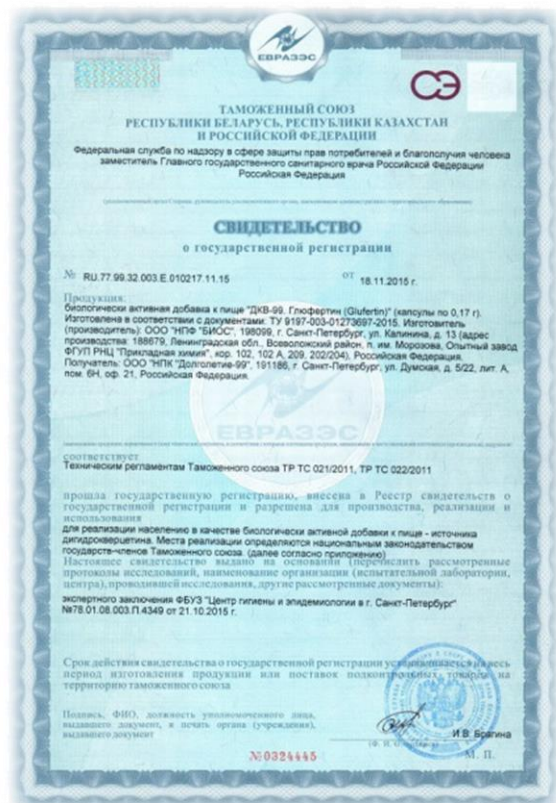 ЕВРАЗЭС
СЭ
ТАМОЖЕННЫЙ СОЮЗ
РЕСПУБЛИКИ БЕЛАРУСЬ, РЕСПУБЛИКИ КАЗАХСТАН
И РОССИЙСКОЙ ФЕДЕРАЦИИ
Федеральная служба по надзору в сфере защиты прав потребителей и благополучия человека
заместитель Главного государственного санитарного врача Российской Федерации
Российская Федерация
СВИДЕТЕЛЬСТВО
о государственной регистрации
№ RU.77.99.32.003.Е.010217.11.15 от 18.11.2015 г.
Продукция:
биологически активная добавка к пище "ДКВ-99. Глюфертин (Glufertin)" (капсулы по 0,17 г).
Изготовлена в соответствии с документами: ТУ 9197-003-01273697-2015. Изготовитель
(производитель): ООО "НПФ "БИОС", 198099, г. Санкт-Петербург, ул. Калинина, д. 13 (адрес
производства: 188679, Ленинградская обл., Всеволожский район, п. им. Морозова, Опытный завод
ФГУП РНЦ "Прикладная химия", кор. 102, 102 А, 209, 202/204), Российская Федерация.
Получатель: ООО "НПК "Долголетие-99", 191186, г. Санкт-Петербург, ул. Думская, д. 5/22, лит. А,
пом. 6Н, оф. 21, Российская Федерация.
ЕВРАЗЭС
соответствует
Техническим регламентам Таможенного союза ТР ТС 021/2011, ТР ТС 022/2011
прошла государственную регистрацию, внесена в Реестр свидетельств о
государственной регистрации и разрешена для производства, реализации и
использования
для реализации населению в качестве биологически активной добавки к пище - источника
дигидрокверцетина. Места реализации определяются национальным законодательством
государств-членов Таможенного союза. (далее согласно приложению)
Настоящее свидетельство выдано на основании (перечислить рассмотренные
протоколы исследований, наименование организации (испытательной лаборатории,
центра), проводившей исследования, другие рассмотренные документы):
экспертного заключения ФБУЗ "Центр гигиены и эпидемиологии в г. Санкт-Петербург"
№78.01.08.003.П.4349 от 21.10.2015 г.
Срок действия свидетельства о государственной регистрации устанавливается на весь
период изготовления продукции или поставок подконтрольных товаров на
территорию таможенного союза
Подпись, ФИО, должность уполномоченного лица,
выдавшего документ, и печать органа (учреждения),
выдавшего документ
И.В. Брагина
М. П.
№0324445